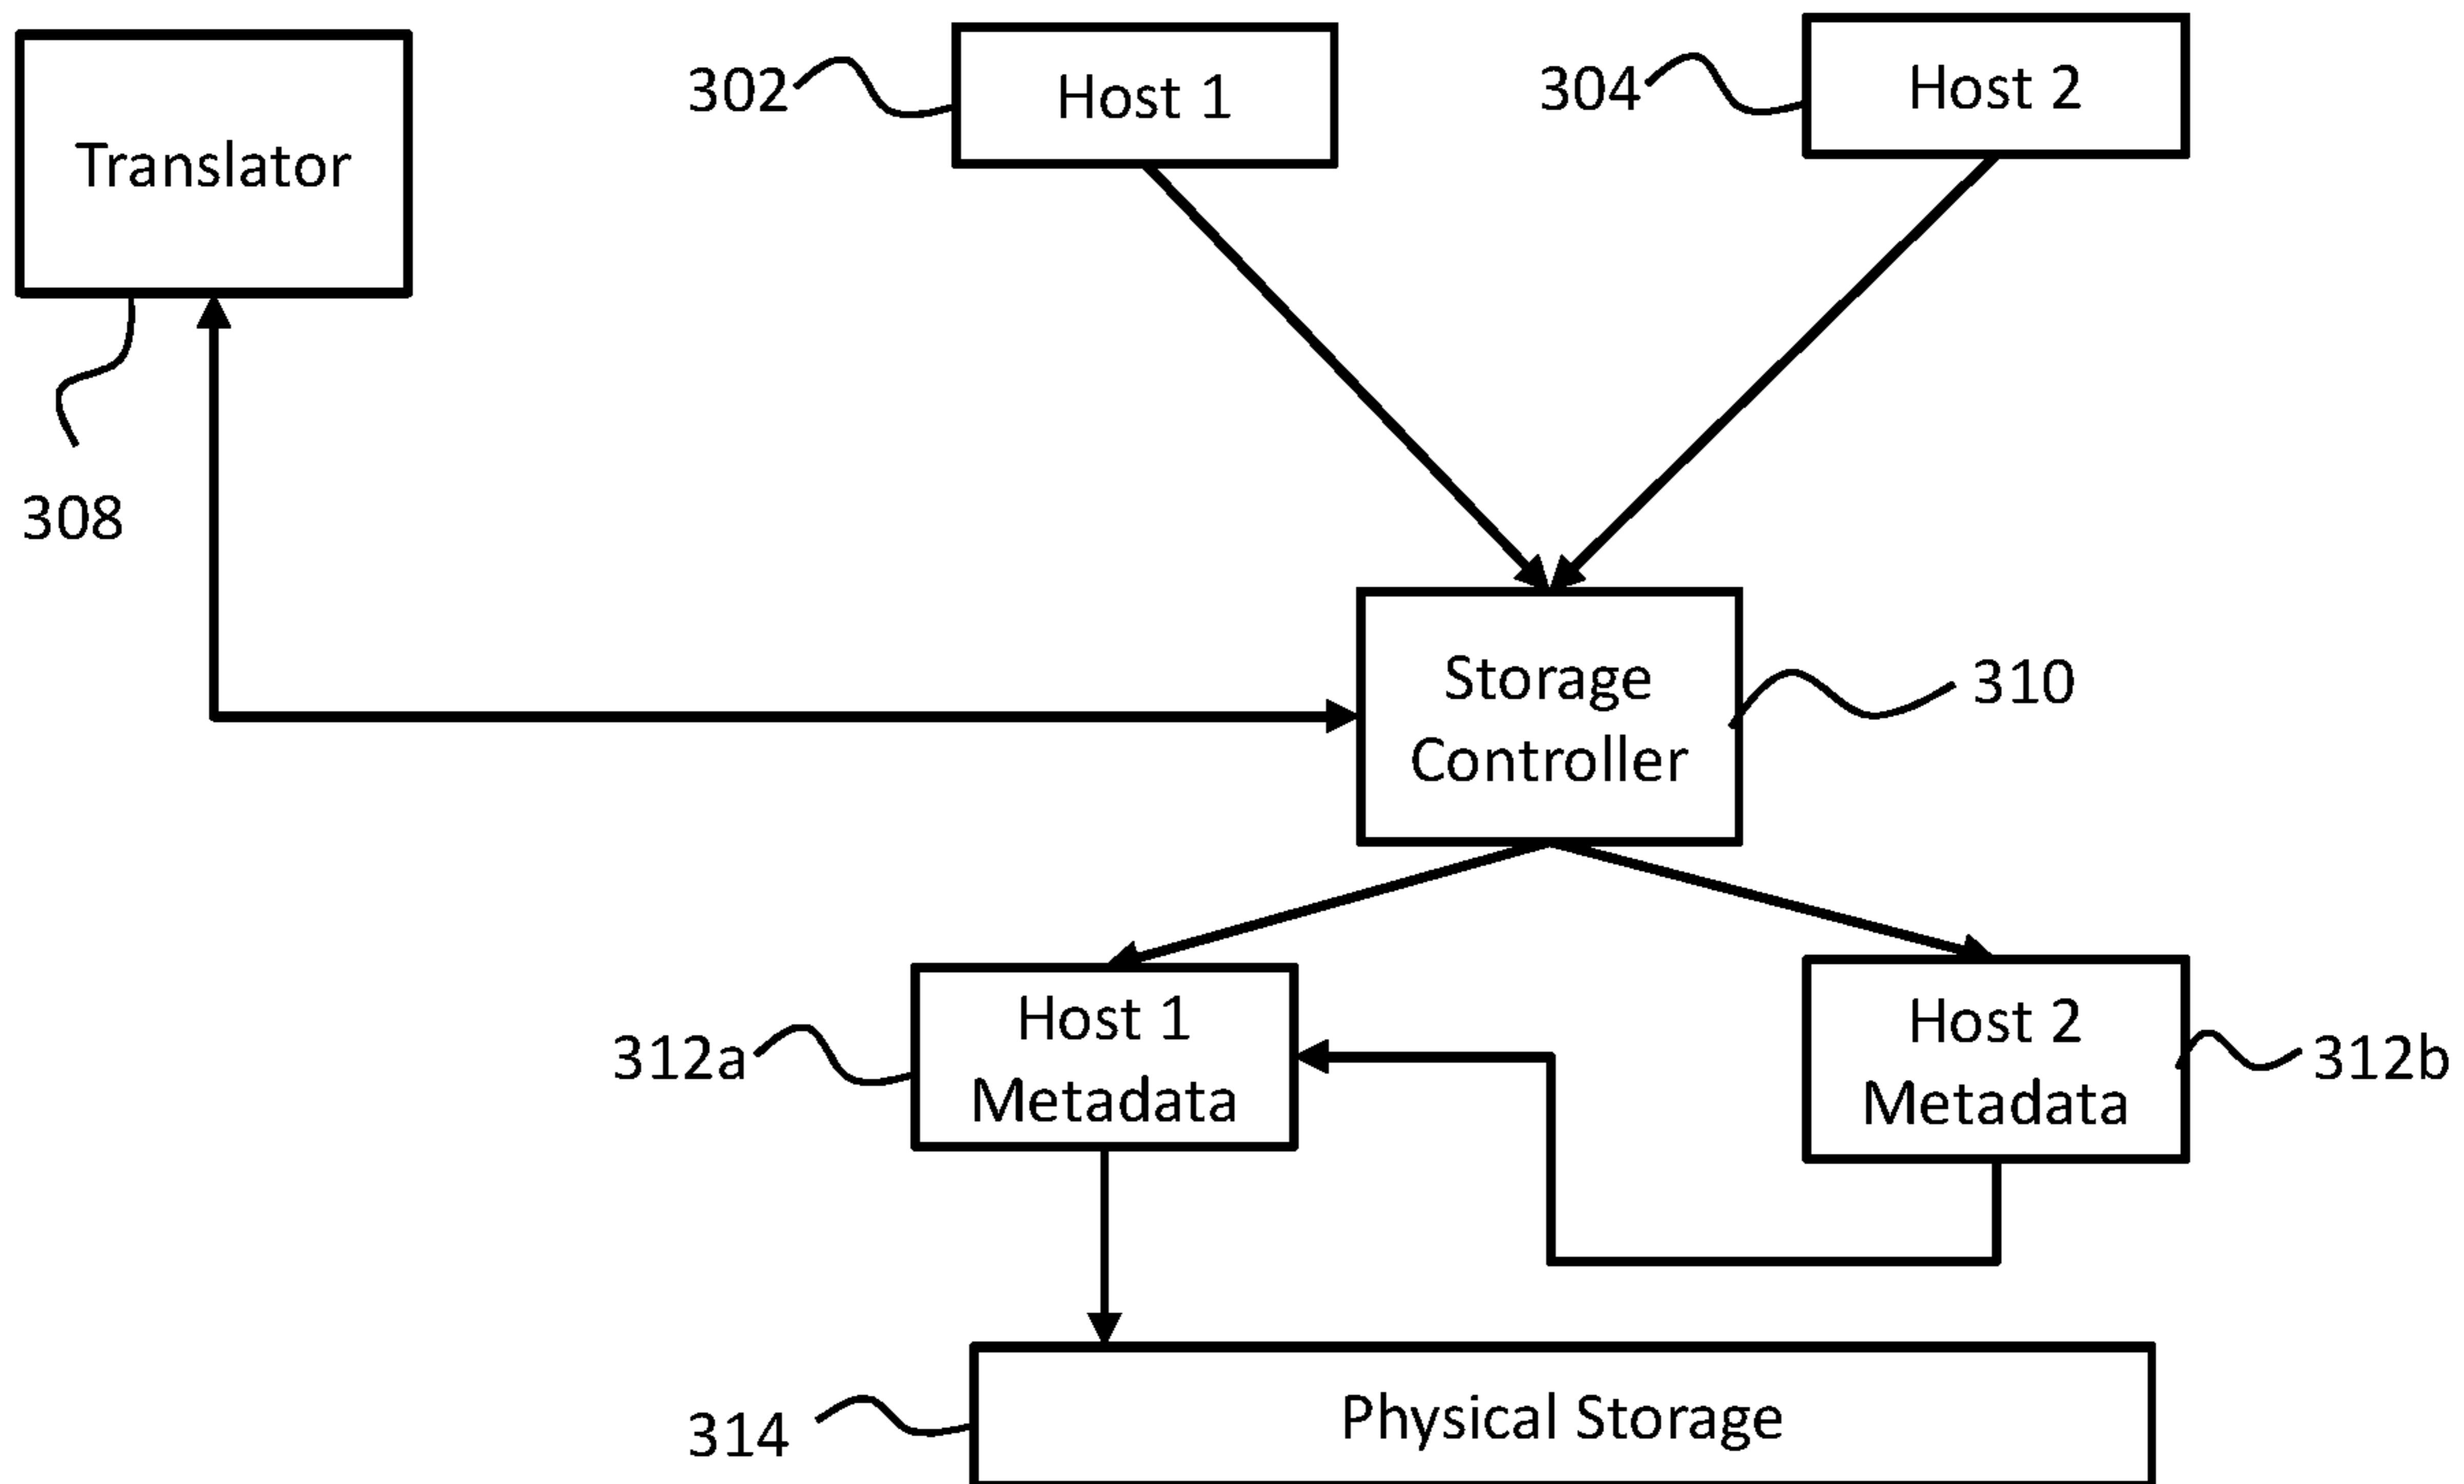 302
Host 1
304
Host 2
Translator
308
Storage
Controller
310
312a
Host 1
Metadata
Host 2
Metadata
312b
314
Physical Storage